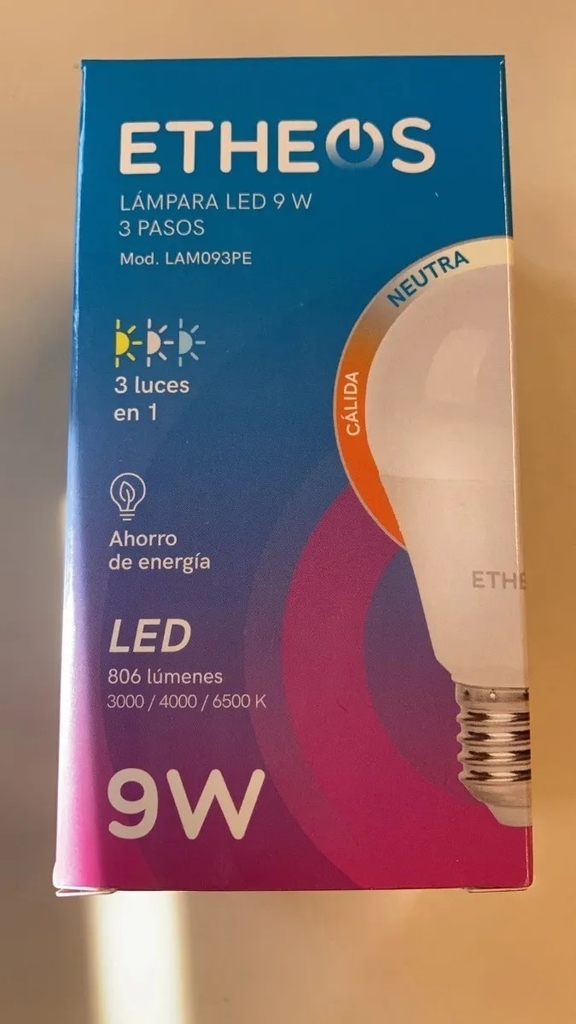 ETHEOS
LÁMPARA LED 9 W
3 PASOS
Mod. LAM093PE
NEUTRA
CÁLIDA
3 luces
en 1
Ahorro
de energía
ETHE
LED
806 lúmenes
3000 / 4000 / 6500 K
9W